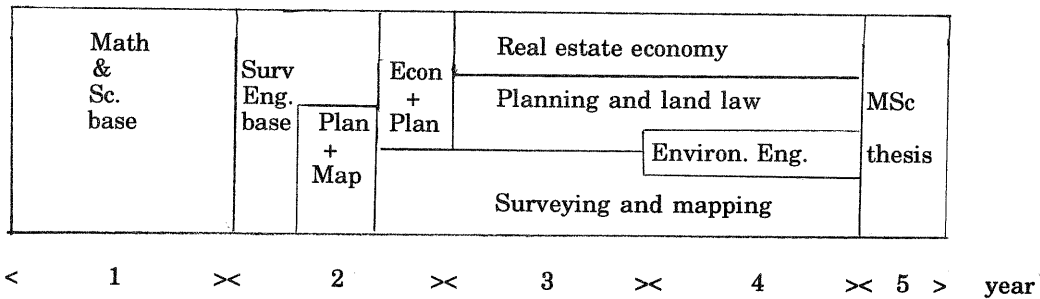 Math
&
Sc.
base
Surv
Eng.
base
Plan
+
Map
Econ
+
Plan
Real estate economy
Planning and land law
Environ. Eng.
Surveying and mapping
MSc
thesis
< 1 >< 2 >< 3 >< 4 >< 5 > year